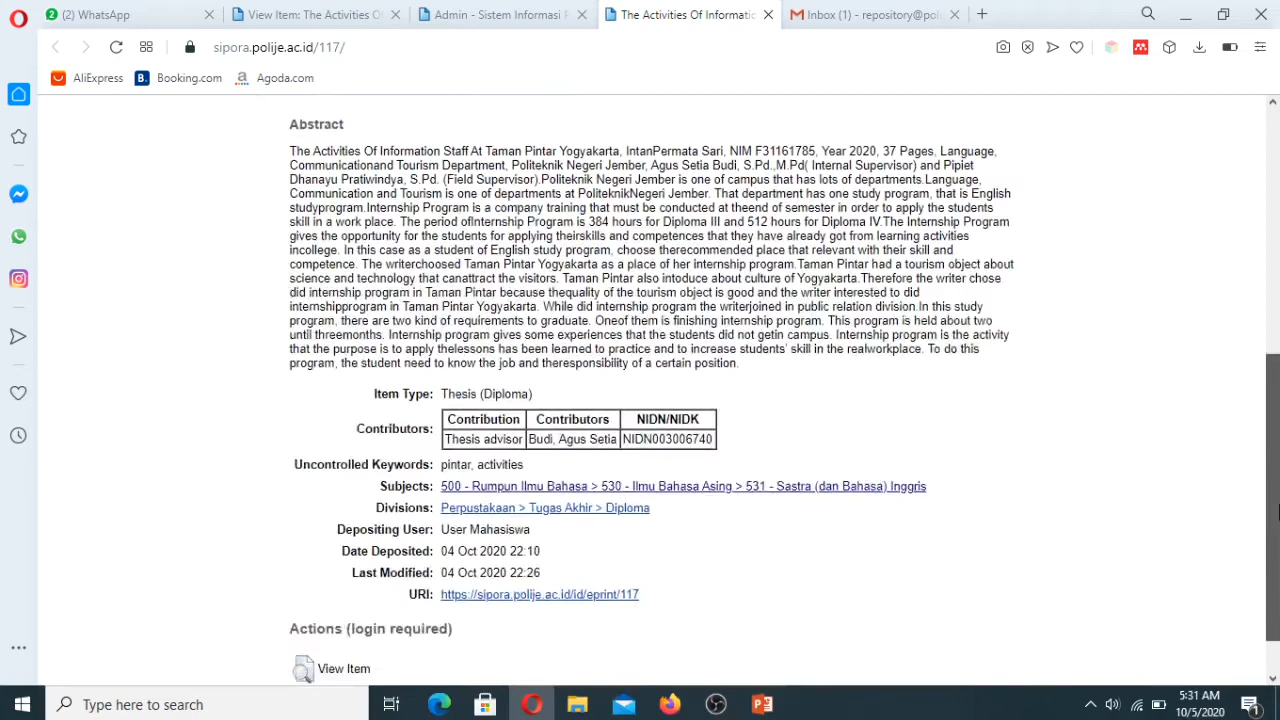 (2) WhatsApp
View Item: The Activities Of
Admin - Sistem Informasi
The Activities Of Informatic
Inbox (1) - repository@pol
sipora.polije.ac.id/117/
AliExpress
B. Booking.com
a Agoda.com
Abstract
The Activities Of Information Staff At Taman Pintar Yogyakarta, IntanPermata Sari, NIM F31161785, Year 2020, 37 Pages, Language,
Communicationand Tourism Department, Politeknik Negeri Jember, Agus Setia Budi, S.Pd.,M.Pd( Internal Supervisor) and Pipiet
Dhanayu Pratiwindya, S.Pd. (Field Supervisor).Politeknik Negeri Jember is one of campus that has lots of departments.Language,
Communication and Tourism is one of departments at PoliteknikNegeri Jember. That department has one study program, that is English
studyprogram.Internship Program is a company training that must be conducted at theend of semester in order to apply the students
skill in a work place. The period ofInternship Program is 384 hours for Diploma III and 512 hours for Diploma IV.The Internship Program
gives the opportunity for the students for applying theirskills and competences that they have already got from learning activities
incollege. In this case as a student of English study program, choose therecommended place that relevant with their skill and
competence. The writerchoosed Taman Pintar Yogyakarta as a place of her internship program.Taman Pintar had a tourism object about
science and technology that canattract the visitors. Taman Pintar also intoduce about culture of Yogyakarta.Therefore the writer chose
did internship program in Taman Pintar because thequality of the tourism object is good and the writer interested to did
internshipprogram in Taman Pintar Yogyakarta. While did internship program the writerjoined in public relation division.In this study
program, there are two kind of requirements to graduate. Oneof them is finishing internship program. This program is held about two
until threemonths. Internship program gives some experiences that the students did not getin campus. Internship program is the activity
that the purpose is to apply thelessons has been learned to practice and to increase students' skill in the realworkplace. To do this
program, the student need to know the job and theresponsibility of a certain position.
Item Type: Thesis (Diploma)
Contribution Contributors NIDN/NIDK
Contributors:
Thesis advisor Budi, Agus Setia NIDN003006740
Uncontrolled Keywords: pintar, activities
Subjects: 500 - Rumpun Ilmu Bahasa > 530 - Ilmu Bahasa Asing > 531 - Sastra (dan Bahasa) Inggris
Divisions: Perpustakaan > Tugas Akhir > Diploma
Depositing User: User Mahasiswa
Date Deposited: 04 Oct 2020 22:10
Last Modified: 04 Oct 2020 22:26
URI: https://sipora.polije.ac.id/id/eprint/117
Actions (login required)
View Item
Type here to search
5:31 AM
10/5/2020